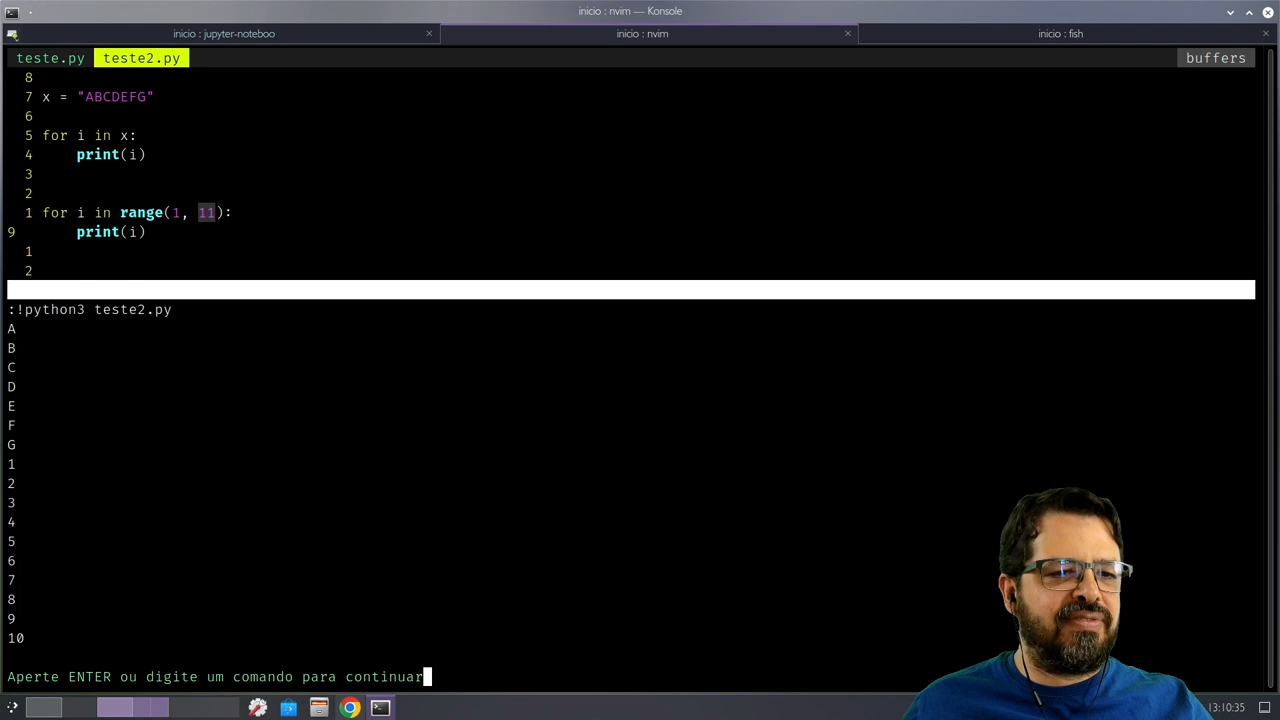 inicio : nvim — Konsole
inicio : jupyter-noteboo
inicio : nvim
inicio : fish
teste.py teste2.py buffers
8
7 x = "ABCDEFG"
6
5 for i in x:
4     print(i)
3
2
1 for i in range(1, 11):
9     print(i)
1
2
:!python3 teste2.py
A
B
C
D
E
F
G
1
2
3
4
5
6
7
8
9
10
Aperte ENTER ou digite um comando para continuar
13:10:35